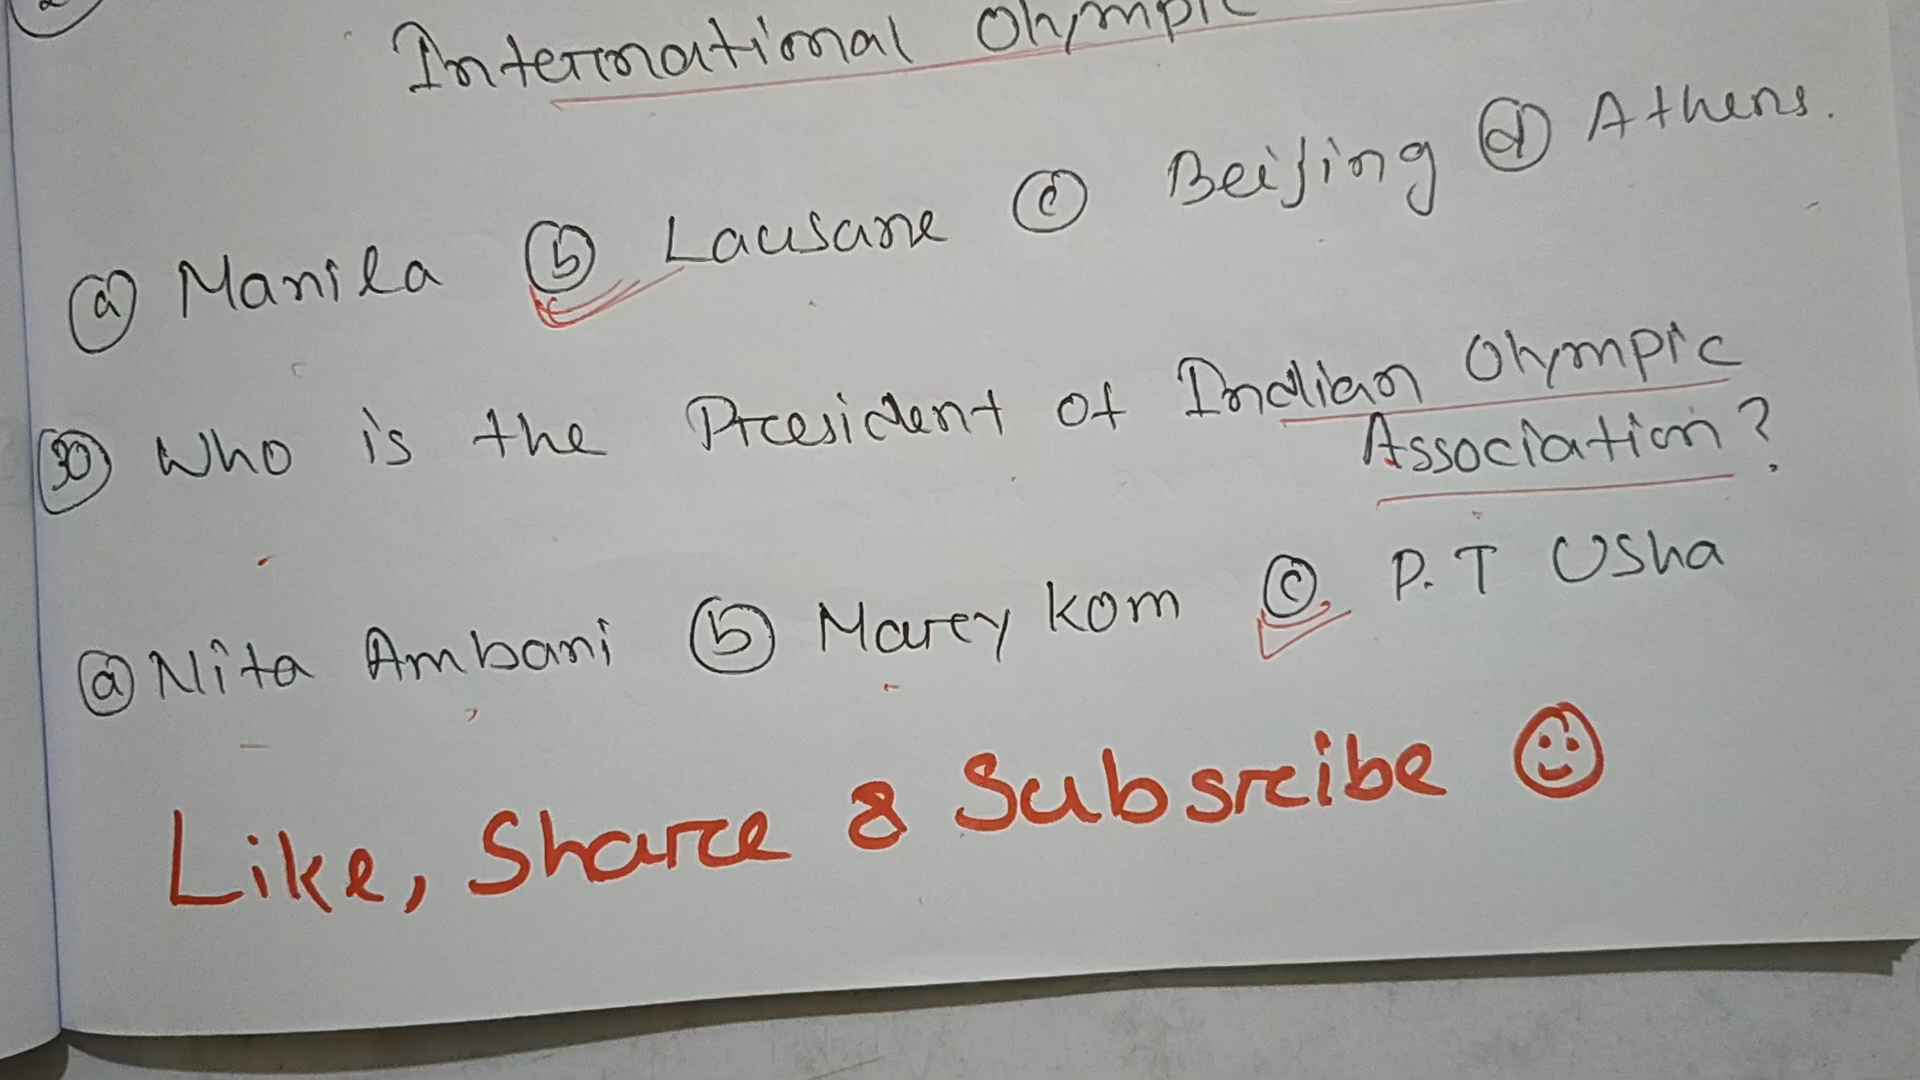 International Olympic
ⓐ Manila ⓑ Lausane ⓒ Beijing ⓓ Athens.
㉚ Who is the President of Indian Olympic
Association?
ⓐ Nita Ambani ⓑ Marey kom ⓒ P.T Usha
Like, Share & Subsreibe ☺